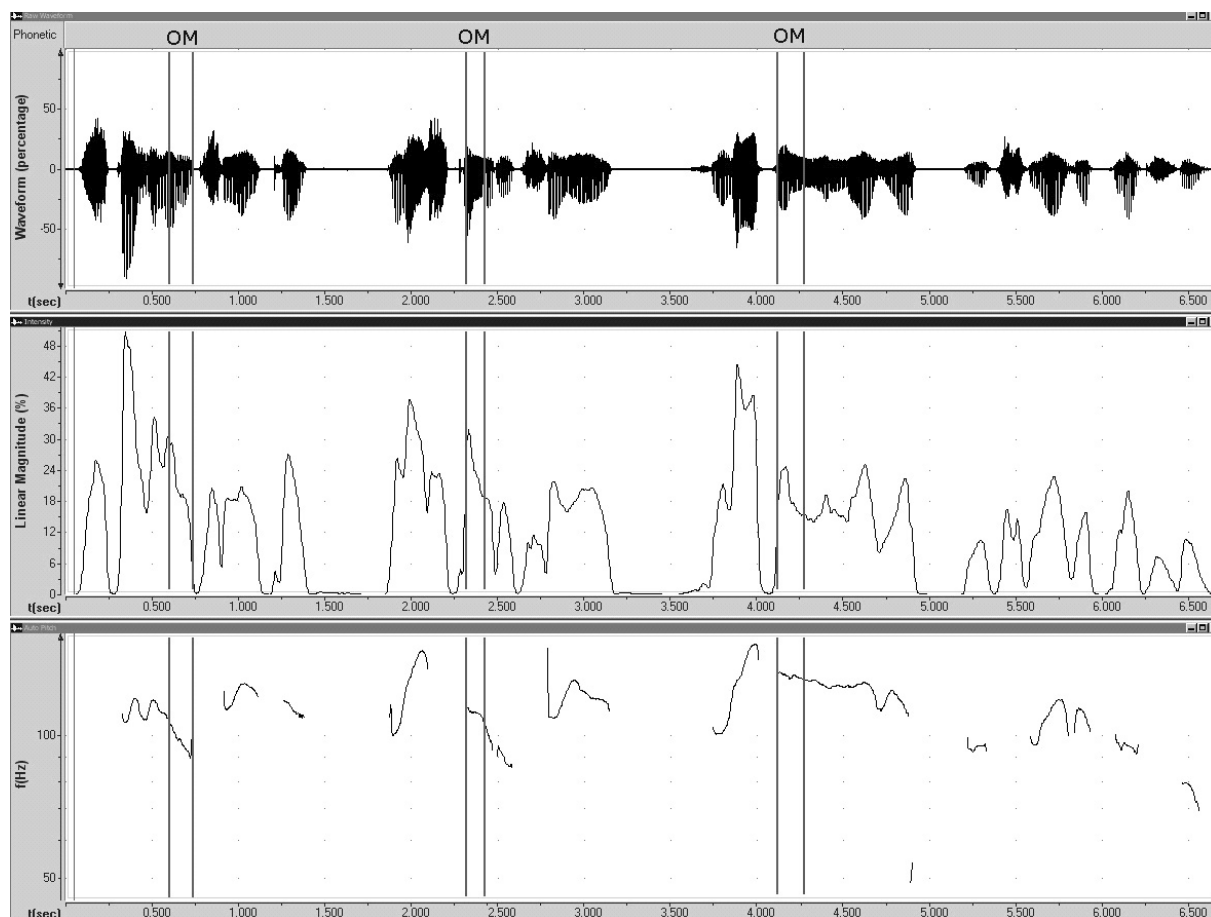 Raw Waveform
Phonetic OM OM OM
Waveform (percentage)
50
0
-50
t[sec] 0.500 1.000 1.500 2.000 2.500 3.000 3.500 4.000 4.500 5.000 5.500 6.000 6.500
Intensity
Linear Magnitude (%)
48
42
36
30
24
18
12
6
0
t[sec] 0.500 1.000 1.500 2.000 2.500 3.000 3.500 4.000 4.500 5.000 5.500 6.000 6.500
Auto Pitch
f(Hz)
100
50
t[sec] 0.500 1.000 1.500 2.000 2.500 3.000 3.500 4.000 4.500 5.000 5.500 6.000 6.500